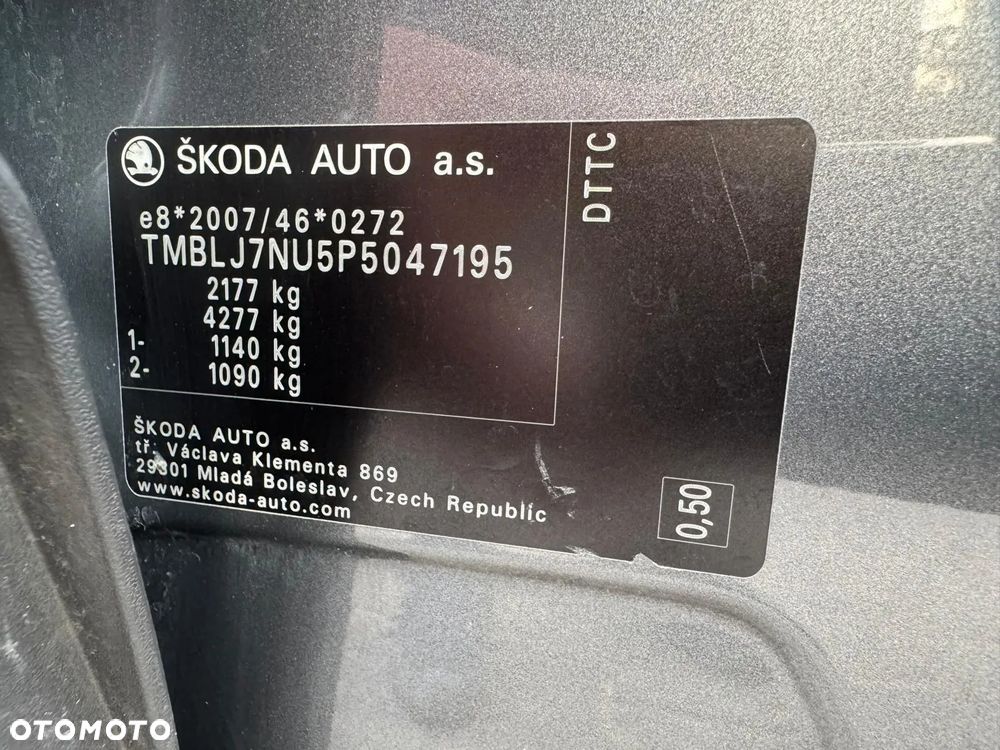 ŠKODA AUTO a.s.
e8*2007/46*0272
TMBLJ7NU5P5047195
2177 kg
4277 kg
1- 1140 kg
2- 1090 kg
DTTC
ŠKODA AUTO a.s.
tř. Václava Klementa 869
29301 Mladá Boleslav, Czech Republic
www.skoda-auto.com
0,50
OTOMOTO